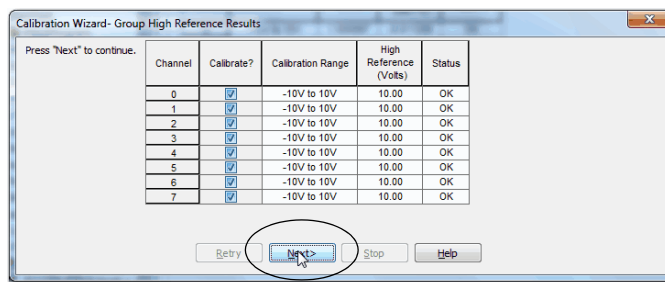 Calibration Wizard- Group High Reference Results
x
Press "Next" to continue.
Channel Calibrate? Calibration Range High Reference (Volts) Status
0 -10V to 10V 10.00 OK
1 -10V to 10V 10.00 OK
2 -10V to 10V 10.00 OK
3 -10V to 10V 10.00 OK
4 -10V to 10V 10.00 OK
5 -10V to 10V 10.00 OK
6 -10V to 10V 10.00 OK
7 -10V to 10V 10.00 OK
Retry Next> Stop Help